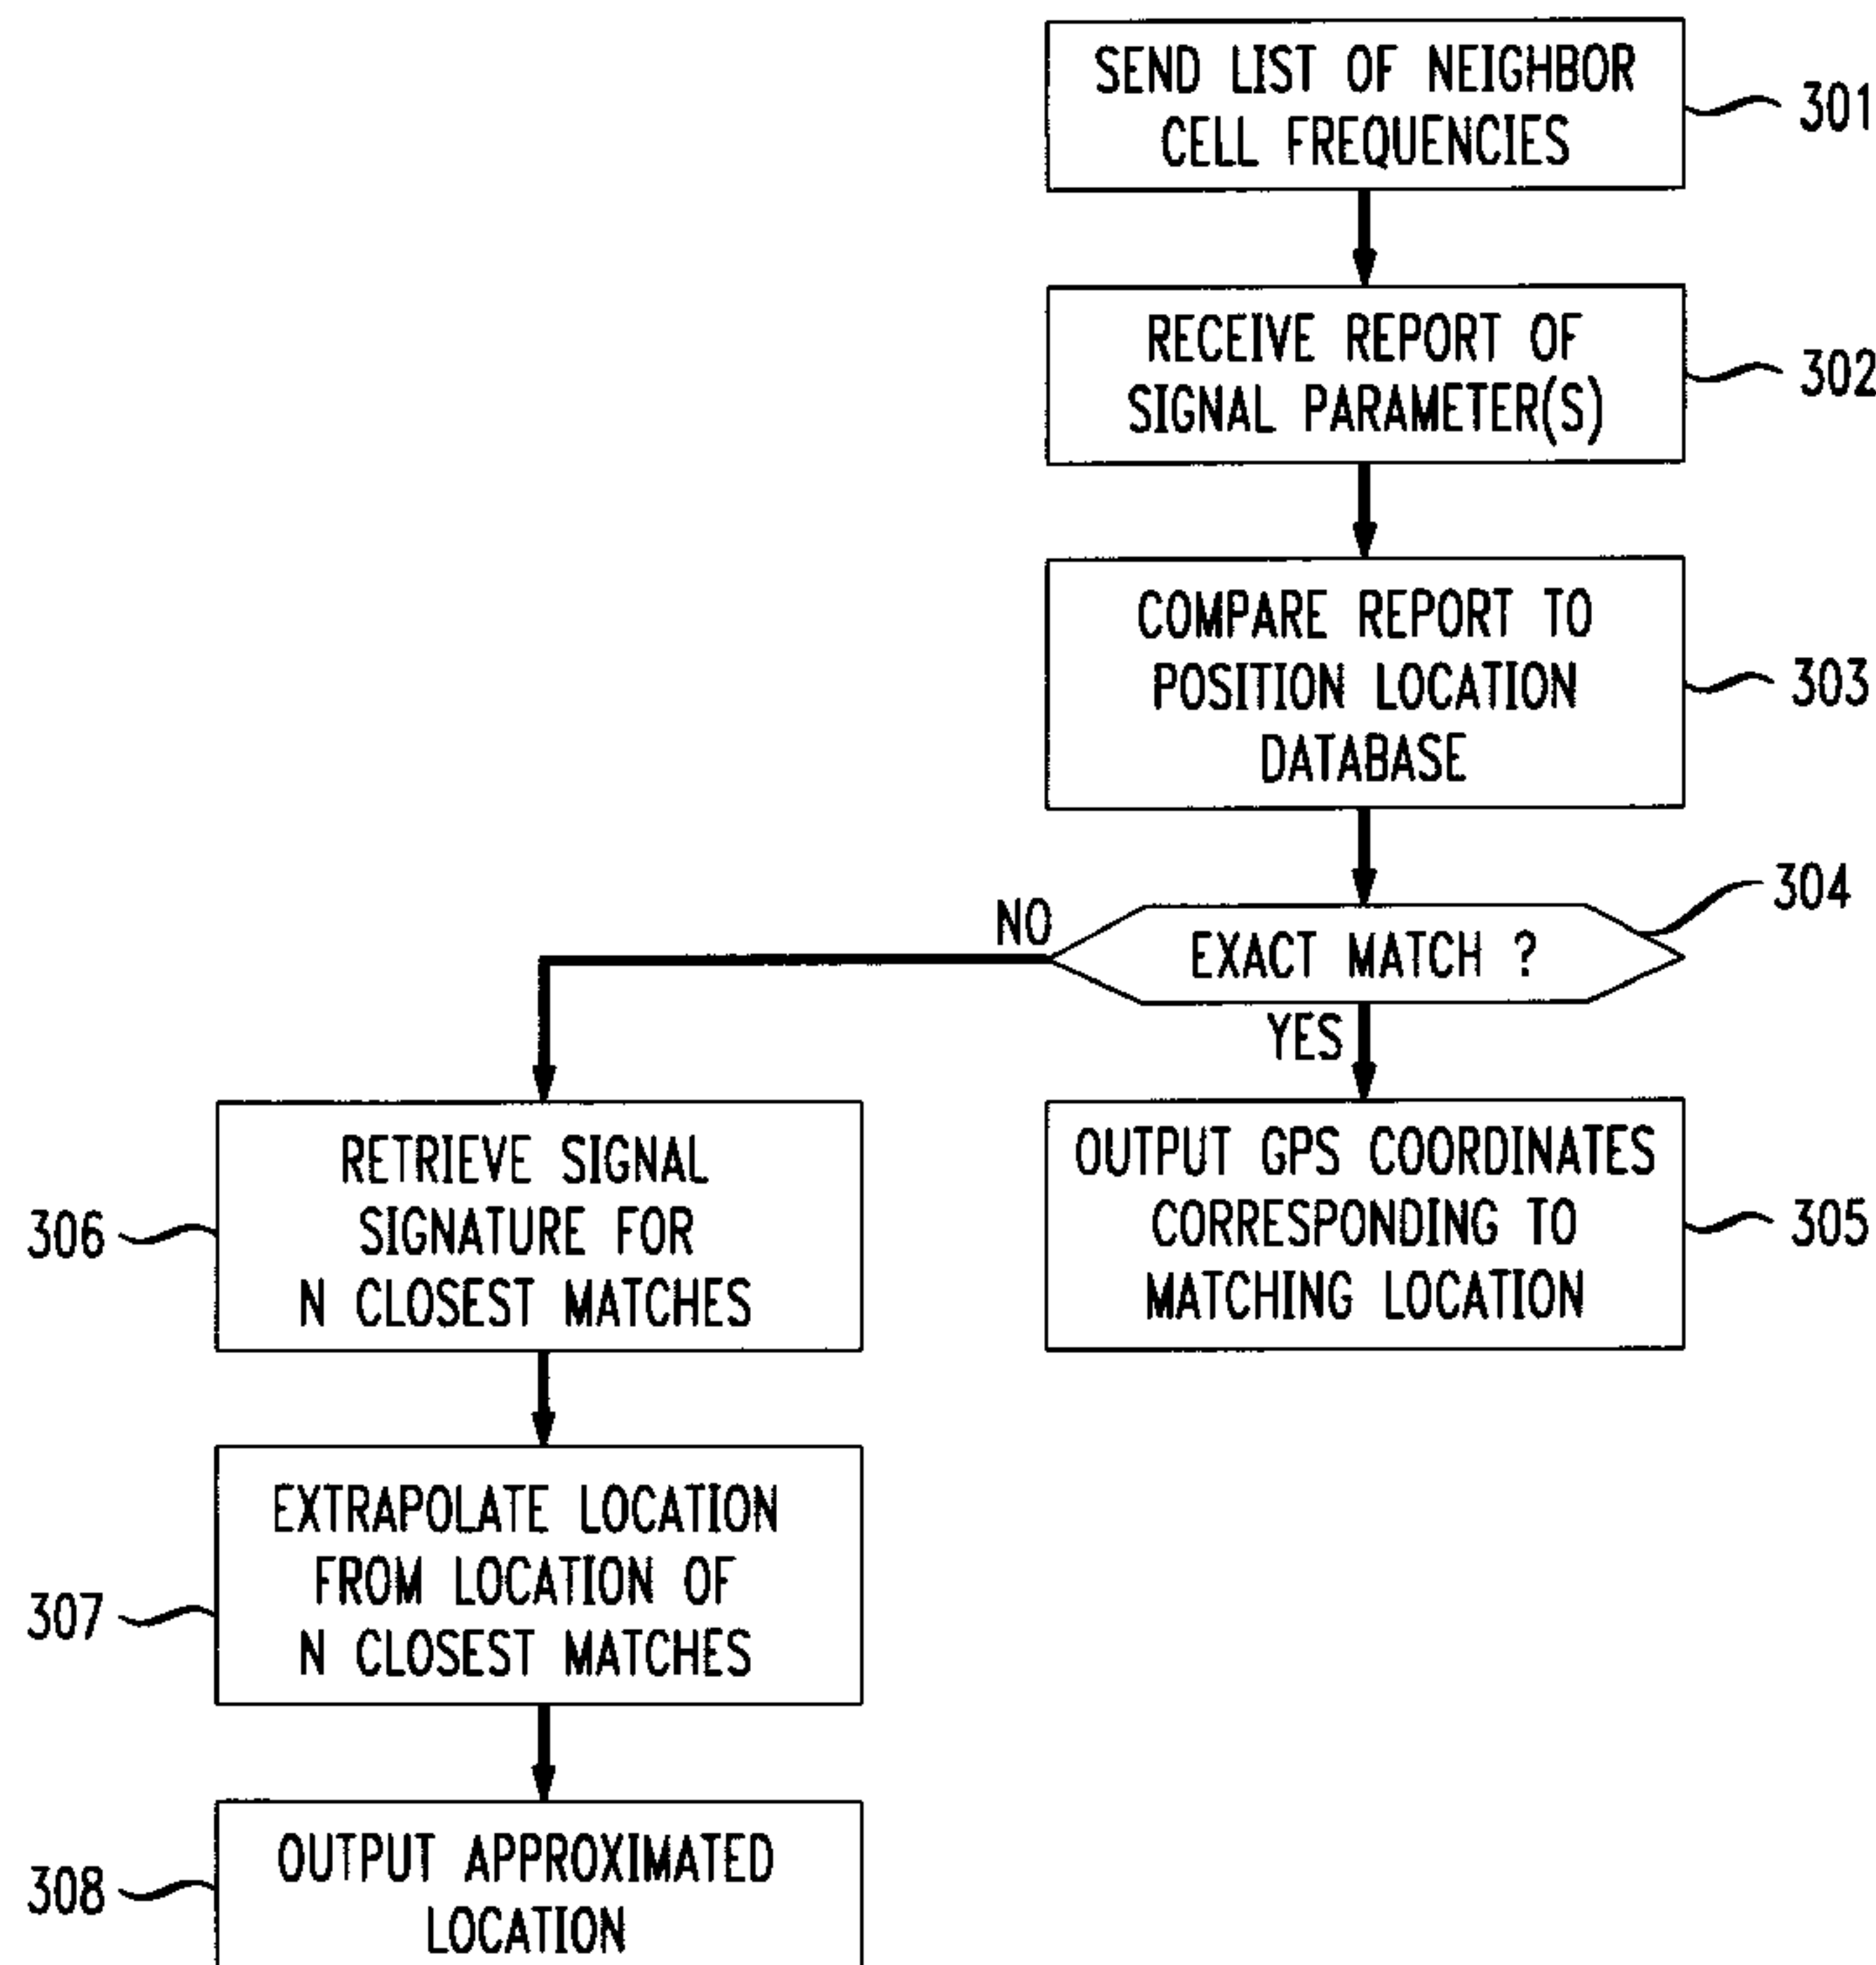 SEND LIST OF NEIGHBOR
CELL FREQUENCIES
301
RECEIVE REPORT OF
SIGNAL PARAMETER(S)
302
COMPARE REPORT TO
POSITION LOCATION
DATABASE
303
304
NO
EXACT MATCH ?
YES
RETRIEVE SIGNAL
SIGNATURE FOR
N CLOSEST MATCHES
306
OUTPUT GPS COORDINATES
CORRESPONDING TO
MATCHING LOCATION
305
EXTRAPOLATE LOCATION
FROM LOCATION OF
N CLOSEST MATCHES
307
OUTPUT APPROXIMATED
LOCATION
308